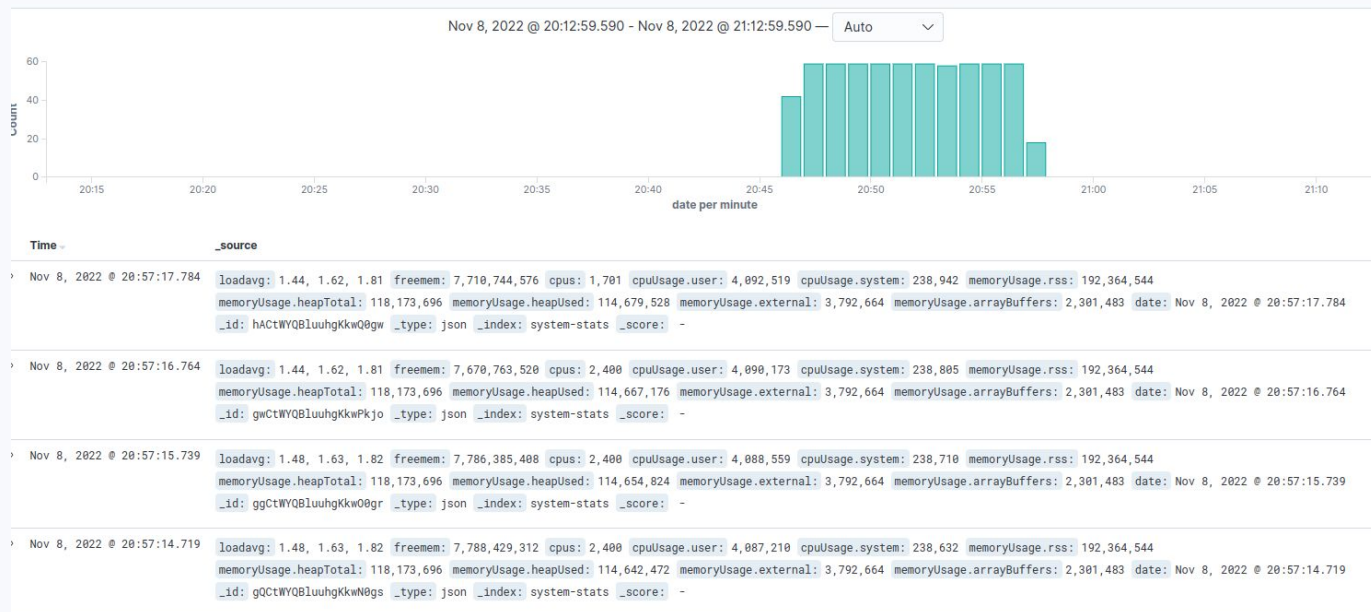 Nov 8, 2022 @ 20:12:59.590 - Nov 8, 2022 @ 21:12:59.590 — Auto
60
40
20
0
Count
20:15 20:20 20:25 20:30 20:35 20:40 20:45 20:50 20:55 21:00 21:05 21:10
date per minute
Time _source
Nov 8, 2022 @ 20:57:17.784 loadavg: 1.44, 1.62, 1.81 freemem: 7,710,744,576 cpus: 1,701 cpuUsage.user: 4,092,519 cpuUsage.system: 238,942 memoryUsage.rss: 192,364,544
memoryUsage.heapTotal: 118,173,696 memoryUsage.heapUsed: 114,679,528 memoryUsage.external: 3,792,664 memoryUsage.arrayBuffers: 2,301,483 date: Nov 8, 2022 @ 20:57:17.784
_id: hACtWYQBluuhgKkwQ0gw _type: json _index: system-stats _score: -
Nov 8, 2022 @ 20:57:16.764 loadavg: 1.44, 1.62, 1.81 freemem: 7,670,763,520 cpus: 2,400 cpuUsage.user: 4,090,173 cpuUsage.system: 238,805 memoryUsage.rss: 192,364,544
memoryUsage.heapTotal: 118,173,696 memoryUsage.heapUsed: 114,667,176 memoryUsage.external: 3,792,664 memoryUsage.arrayBuffers: 2,301,483 date: Nov 8, 2022 @ 20:57:16.764
_id: gwCtWYQBluuhgKkwPkjo _type: json _index: system-stats _score: -
Nov 8, 2022 @ 20:57:15.739 loadavg: 1.48, 1.63, 1.82 freemem: 7,786,385,408 cpus: 2,400 cpuUsage.user: 4,088,559 cpuUsage.system: 238,710 memoryUsage.rss: 192,364,544
memoryUsage.heapTotal: 118,173,696 memoryUsage.heapUsed: 114,654,824 memoryUsage.external: 3,792,664 memoryUsage.arrayBuffers: 2,301,483 date: Nov 8, 2022 @ 20:57:15.739
_id: ggCtWYQBluuhgKkwO0gr _type: json _index: system-stats _score: -
Nov 8, 2022 @ 20:57:14.719 loadavg: 1.48, 1.63, 1.82 freemem: 7,788,429,312 cpus: 2,400 cpuUsage.user: 4,087,210 cpuUsage.system: 238,632 memoryUsage.rss: 192,364,544
memoryUsage.heapTotal: 118,173,696 memoryUsage.heapUsed: 114,642,472 memoryUsage.external: 3,792,664 memoryUsage.arrayBuffers: 2,301,483 date: Nov 8, 2022 @ 20:57:14.719
_id: gQCtWYQBluuhgKkwN0gs _type: json _index: system-stats _score: -